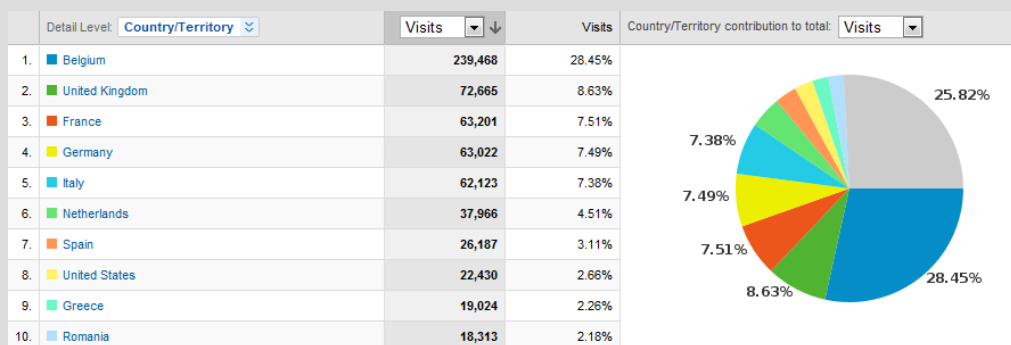 Detail Level: Country/Territory Visits Visits Country/Territory contribution to total: Visits
1. Belgium 239,468 28.45%
2. United Kingdom 72,665 8.63%
3. France 63,201 7.51%
4. Germany 63,022 7.49%
5. Italy 62,123 7.38%
6. Netherlands 37,966 4.51%
7. Spain 26,187 3.11%
8. United States 22,430 2.66%
9. Greece 19,024 2.26%
10. Romania 18,313 2.18%
25.82%
7.38%
7.49%
7.51%
8.63%
28.45%